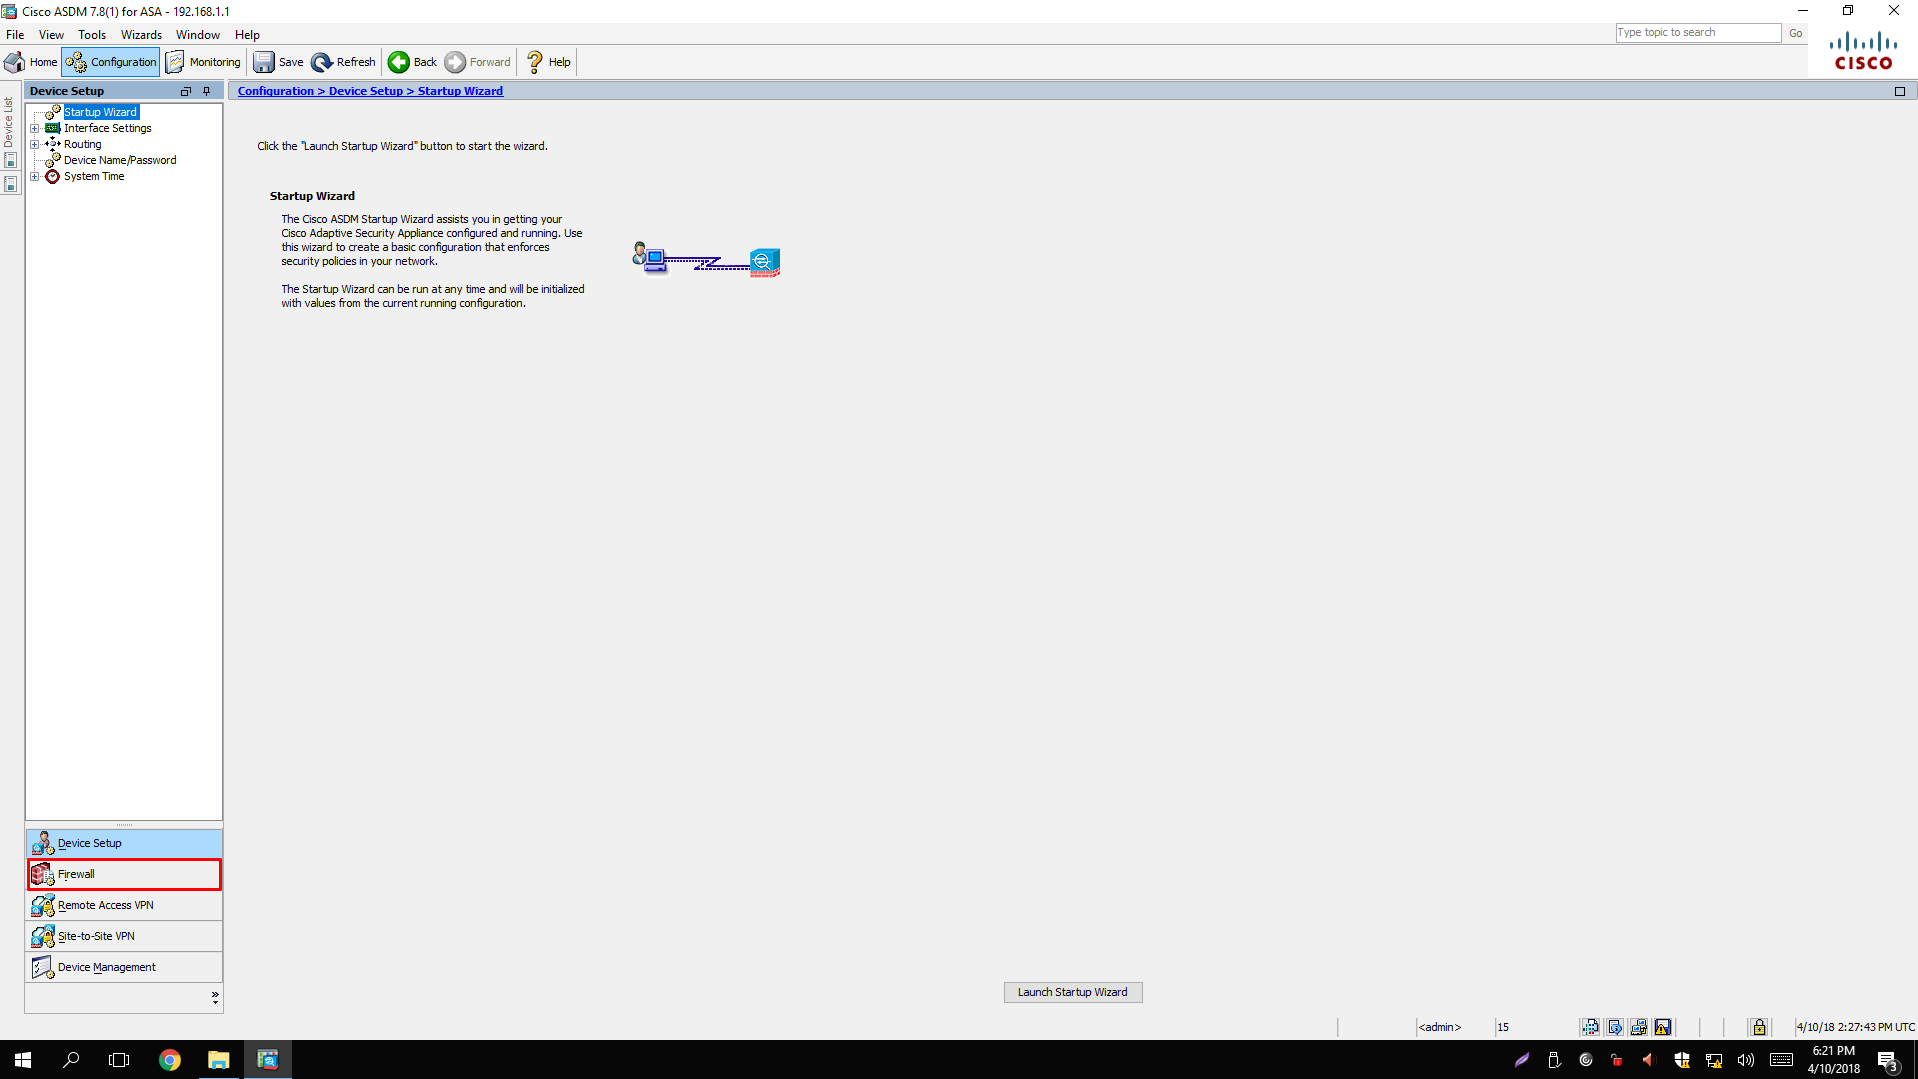 Cisco ASDM 7.8(1) for ASA - 192.168.1.1
File View Tools Wizards Window Help
Type topic to search Go
CISCO
Home Configuration Monitoring Save Refresh Back Forward Help
Device List
Device Setup
Configuration > Device Setup > Startup Wizard
Startup Wizard
Interface Settings
Routing
Device Name/Password
System Time
Click the "Launch Startup Wizard" button to start the wizard.
Startup Wizard
The Cisco ASDM Startup Wizard assists you in getting your
Cisco Adaptive Security Appliance configured and running. Use
this wizard to create a basic configuration that enforces
security policies in your network.
The Startup Wizard can be run at any time and will be initialized
with values from the current running configuration.
Device Setup
Firewall
Remote Access VPN
Site-to-Site VPN
Device Management
Launch Startup Wizard
<admin> 15 4/10/18 2:27:43 PM UTC
6:21 PM
4/10/2018
3